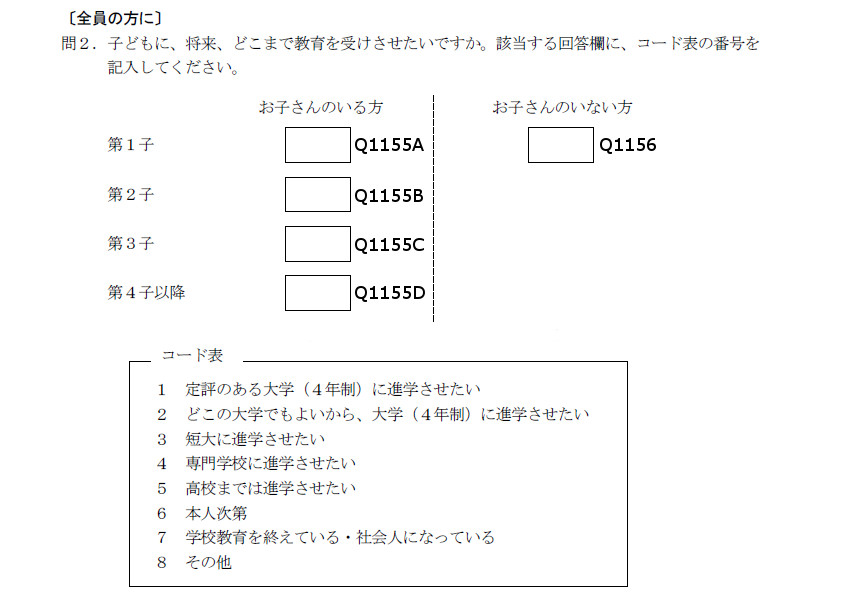 〔全員の方に〕
問２．子どもに、将来、どこまで教育を受けさせたいですか。該当する回答欄に、コード表の番号を
記入してください。
お子さんのいる方 お子さんのいない方
第１子 Q1155A Q1156
第２子 Q1155B
第３子 Q1155C
第４子以降 Q1155D
コード表
１ 定評のある大学（４年制）に進学させたい
２ どこの大学でもよいから、大学（４年制）に進学させたい
３ 短大に進学させたい
４ 専門学校に進学させたい
５ 高校までは進学させたい
６ 本人次第
７ 学校教育を終えている・社会人になっている
８ その他